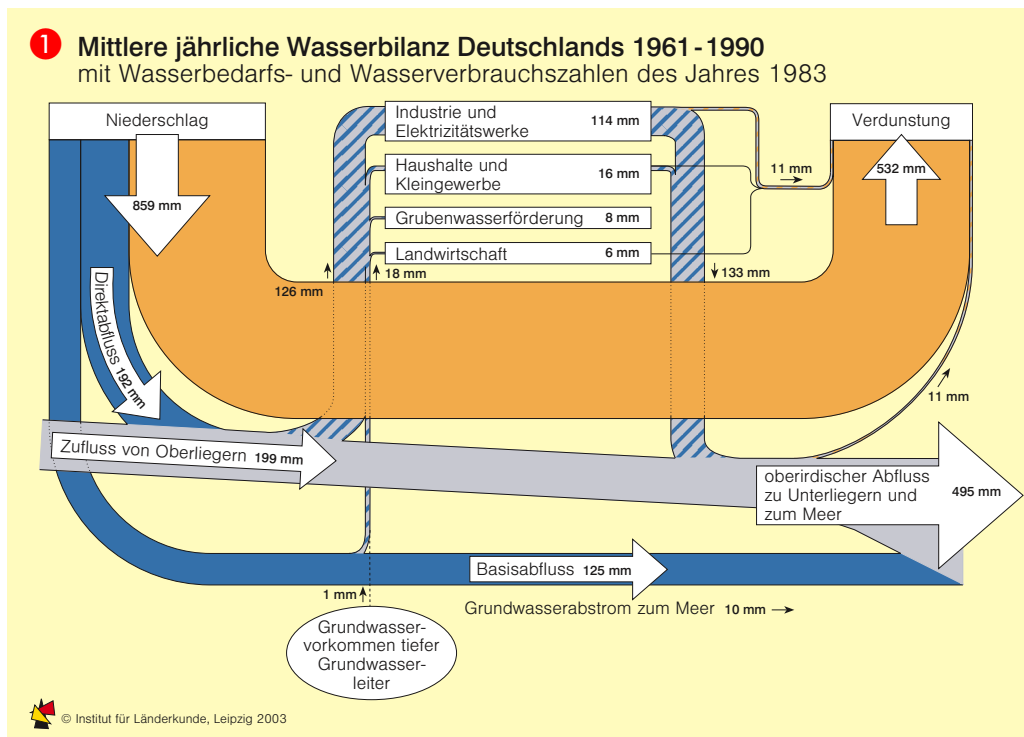 1 Mittlere jährliche Wasserbilanz Deutschlands 1961-1990
mit Wasserbedarfs- und Wasserverbrauchszahlen des Jahres 1983
Niederschlag
859 mm
Industrie und
Elektrizitätswerke 114 mm
Haushalte und
Kleingewerbe 16 mm
Grubenwasserförderung 8 mm
Landwirtschaft 6 mm
Verdunstung
532 mm
11 mm
126 mm
18 mm
133 mm
Direktabfluss 192 mm
11 mm
Zufluss von Oberliegern 199 mm
oberirdischer Abfluss
zu Unterliegern und
zum Meer
495 mm
Basisabfluss 125 mm
1 mm
Grundwasserabstrom zum Meer 10 mm
Grundwasser-
vorkommen tiefer
Grundwasser-
leiter
© Institut für Länderkunde, Leipzig 2003